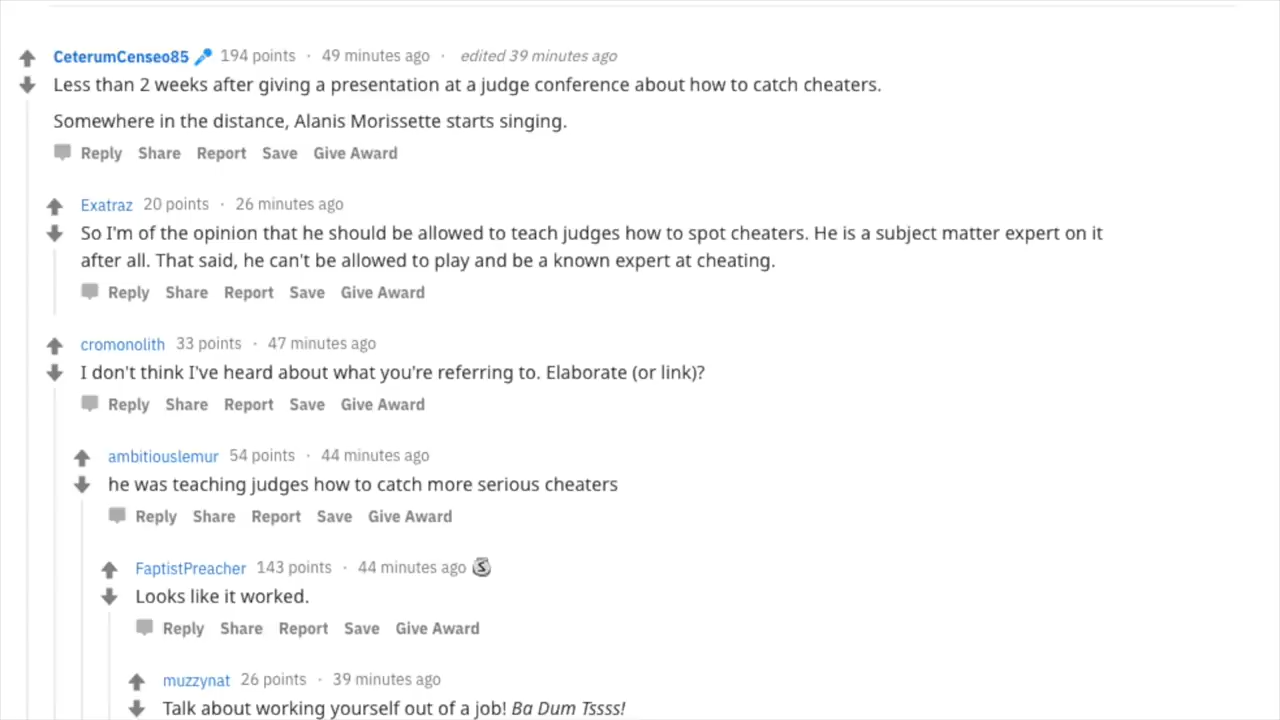 CeterumCenseo85 194 points · 49 minutes ago · edited 39 minutes ago
Less than 2 weeks after giving a presentation at a judge conference about how to catch cheaters.
Somewhere in the distance, Alanis Morissette starts singing.
Reply Share Report Save Give Award
Exatraz 20 points · 26 minutes ago
So I'm of the opinion that he should be allowed to teach judges how to spot cheaters. He is a subject matter expert on it
after all. That said, he can't be allowed to play and be a known expert at cheating.
Reply Share Report Save Give Award
cromonolith 33 points · 47 minutes ago
I don't think I've heard about what you're referring to. Elaborate (or link)?
Reply Share Report Save Give Award
ambitiouslemur 54 points · 44 minutes ago
he was teaching judges how to catch more serious cheaters
Reply Share Report Save Give Award
FaptistPreacher 143 points · 44 minutes ago S
Looks like it worked.
Reply Share Report Save Give Award
muzzynat 26 points · 39 minutes ago
Talk about working yourself out of a job! Ba Dum Tssss!